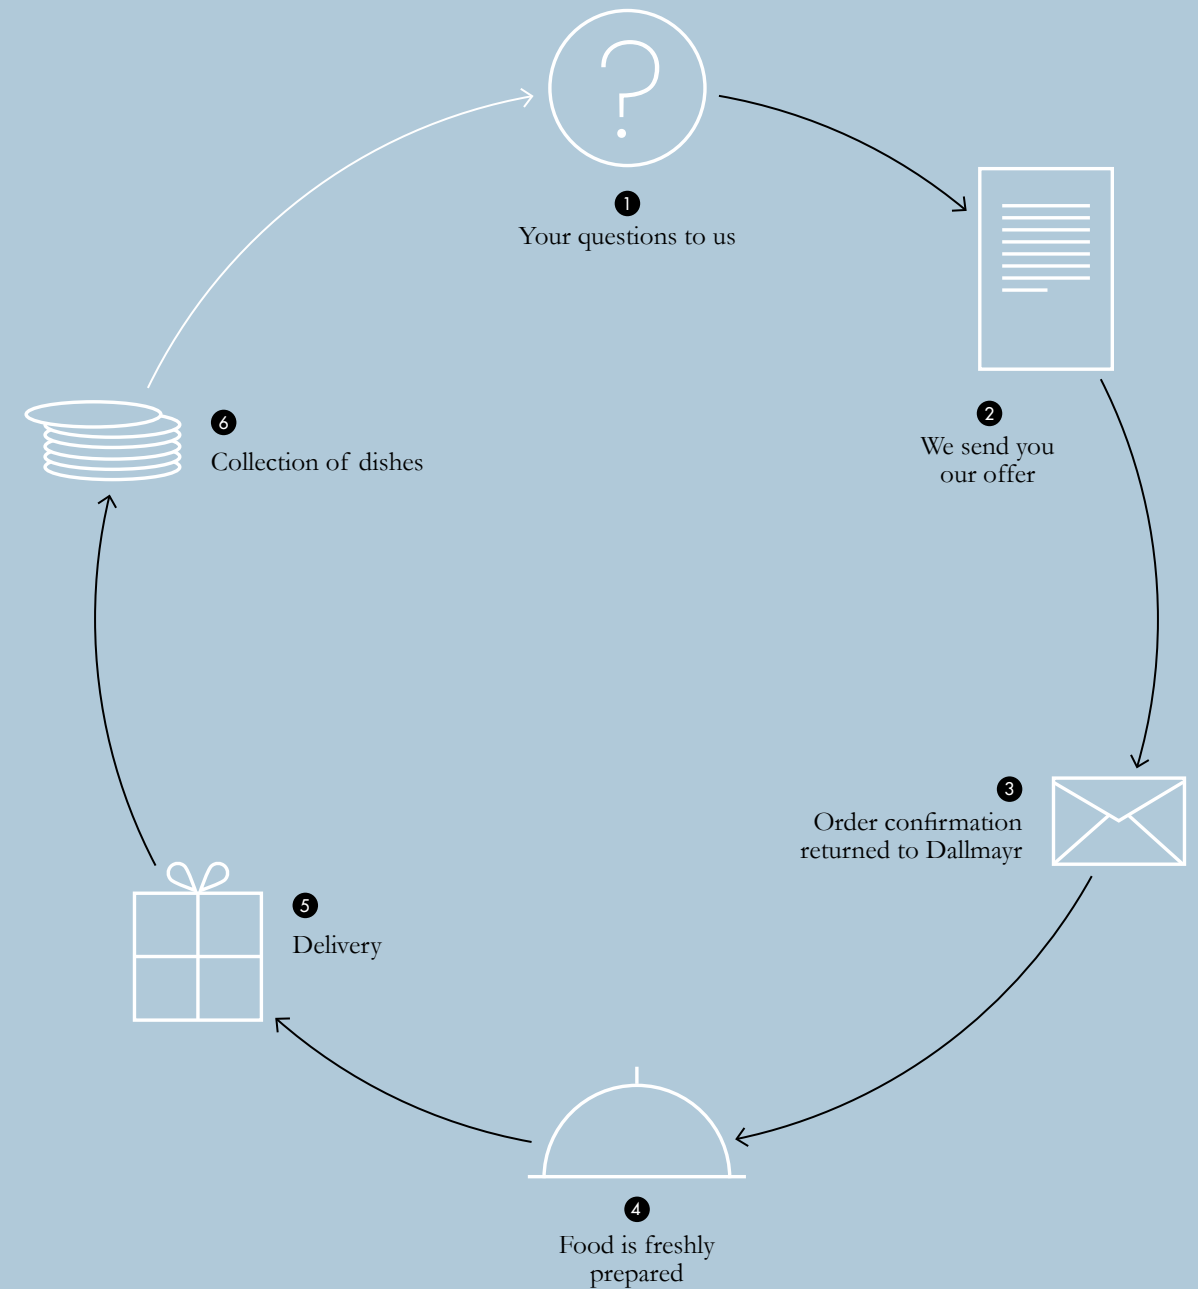 ?
1
Your questions to us
2
We send you
our offer
3
Order confirmation
returned to Dallmayr
4
Food is freshly
prepared
5
Delivery
6
Collection of dishes